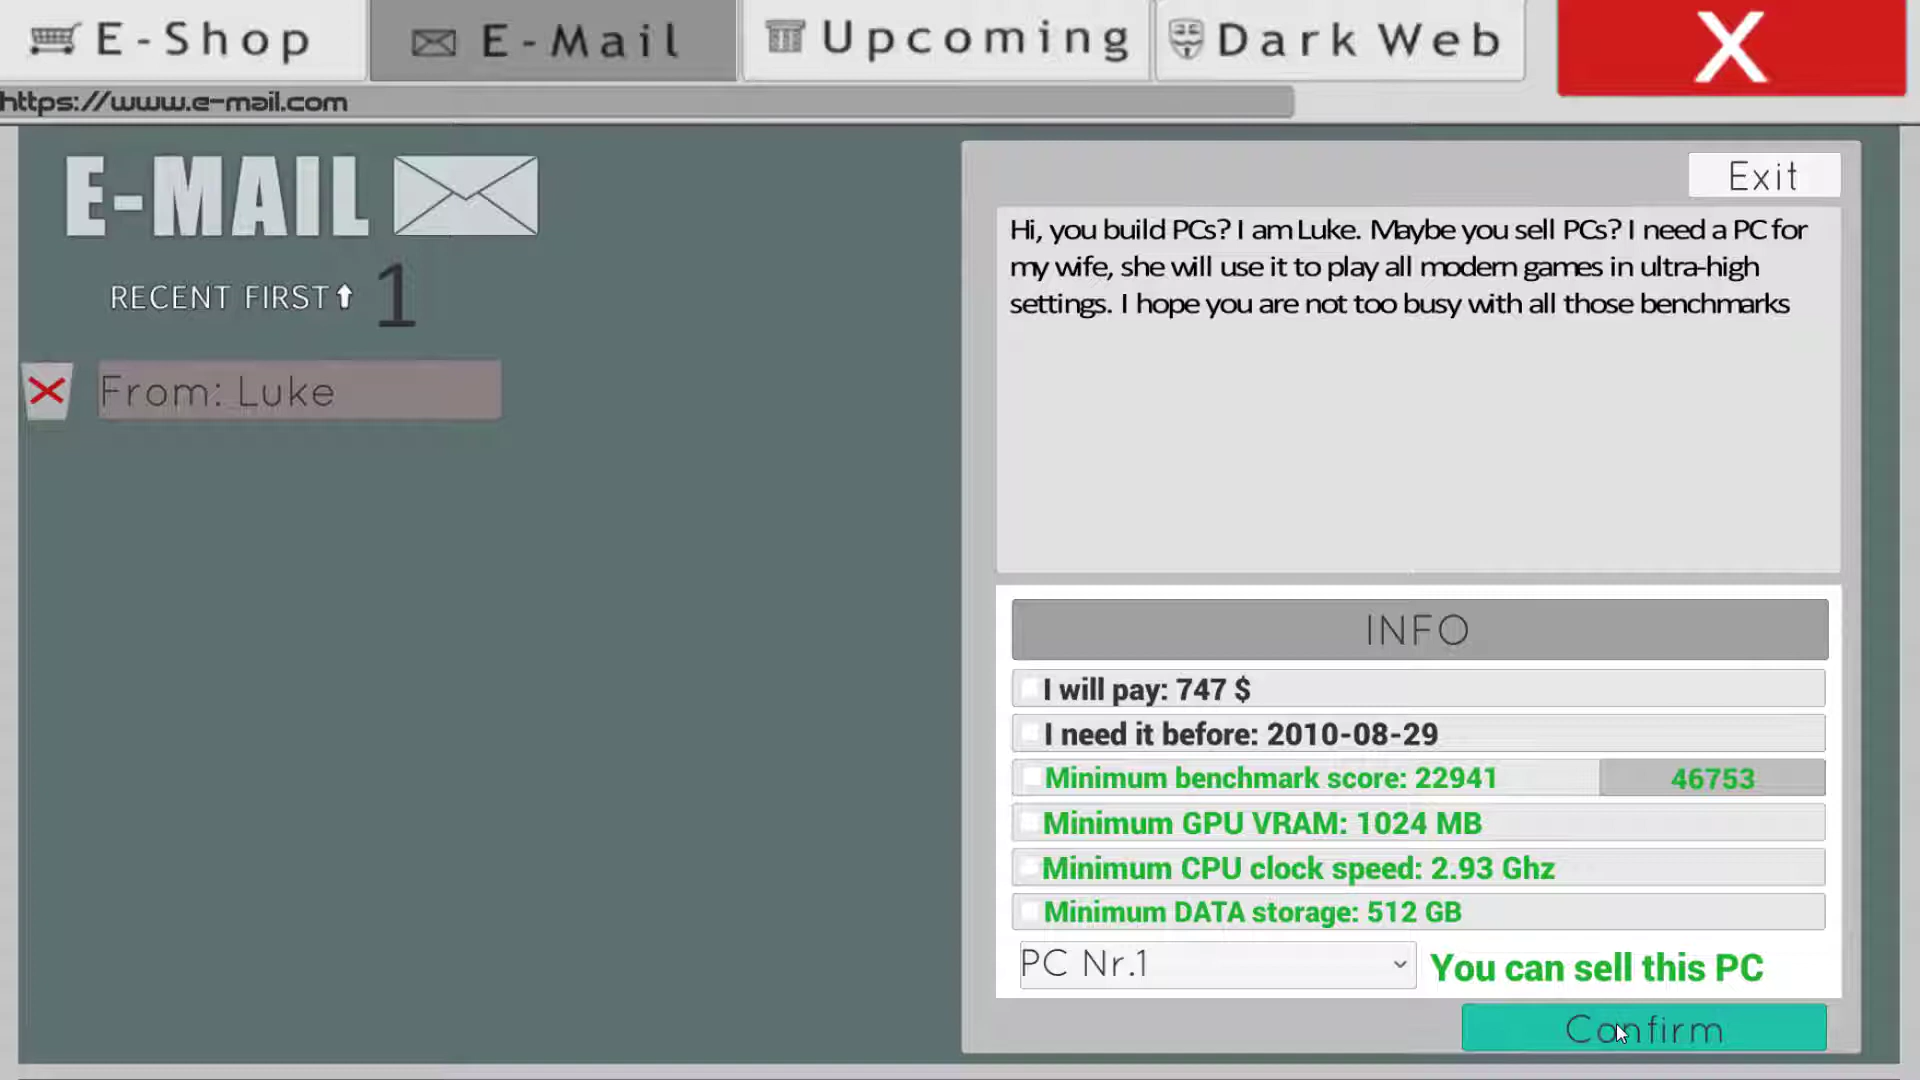 E-Shop
E-Mail
Upcoming
Dark Web
X
https://www.e-mail.com
E-MAIL
RECENT FIRST
1
From: Luke
Exit
Hi, you build PCs? I am Luke. Maybe you sell PCs? I need a PC for
my wife, she will use it to play all modern games in ultra-high
settings. I hope you are not too busy with all those benchmarks
INFO
I will pay: 747 $
I need it before: 2010-08-29
Minimum benchmark score: 22941
46753
Minimum GPU VRAM: 1024 MB
Minimum CPU clock speed: 2.93 Ghz
Minimum DATA storage: 512 GB
PC Nr.1
You can sell this PC
Confirm